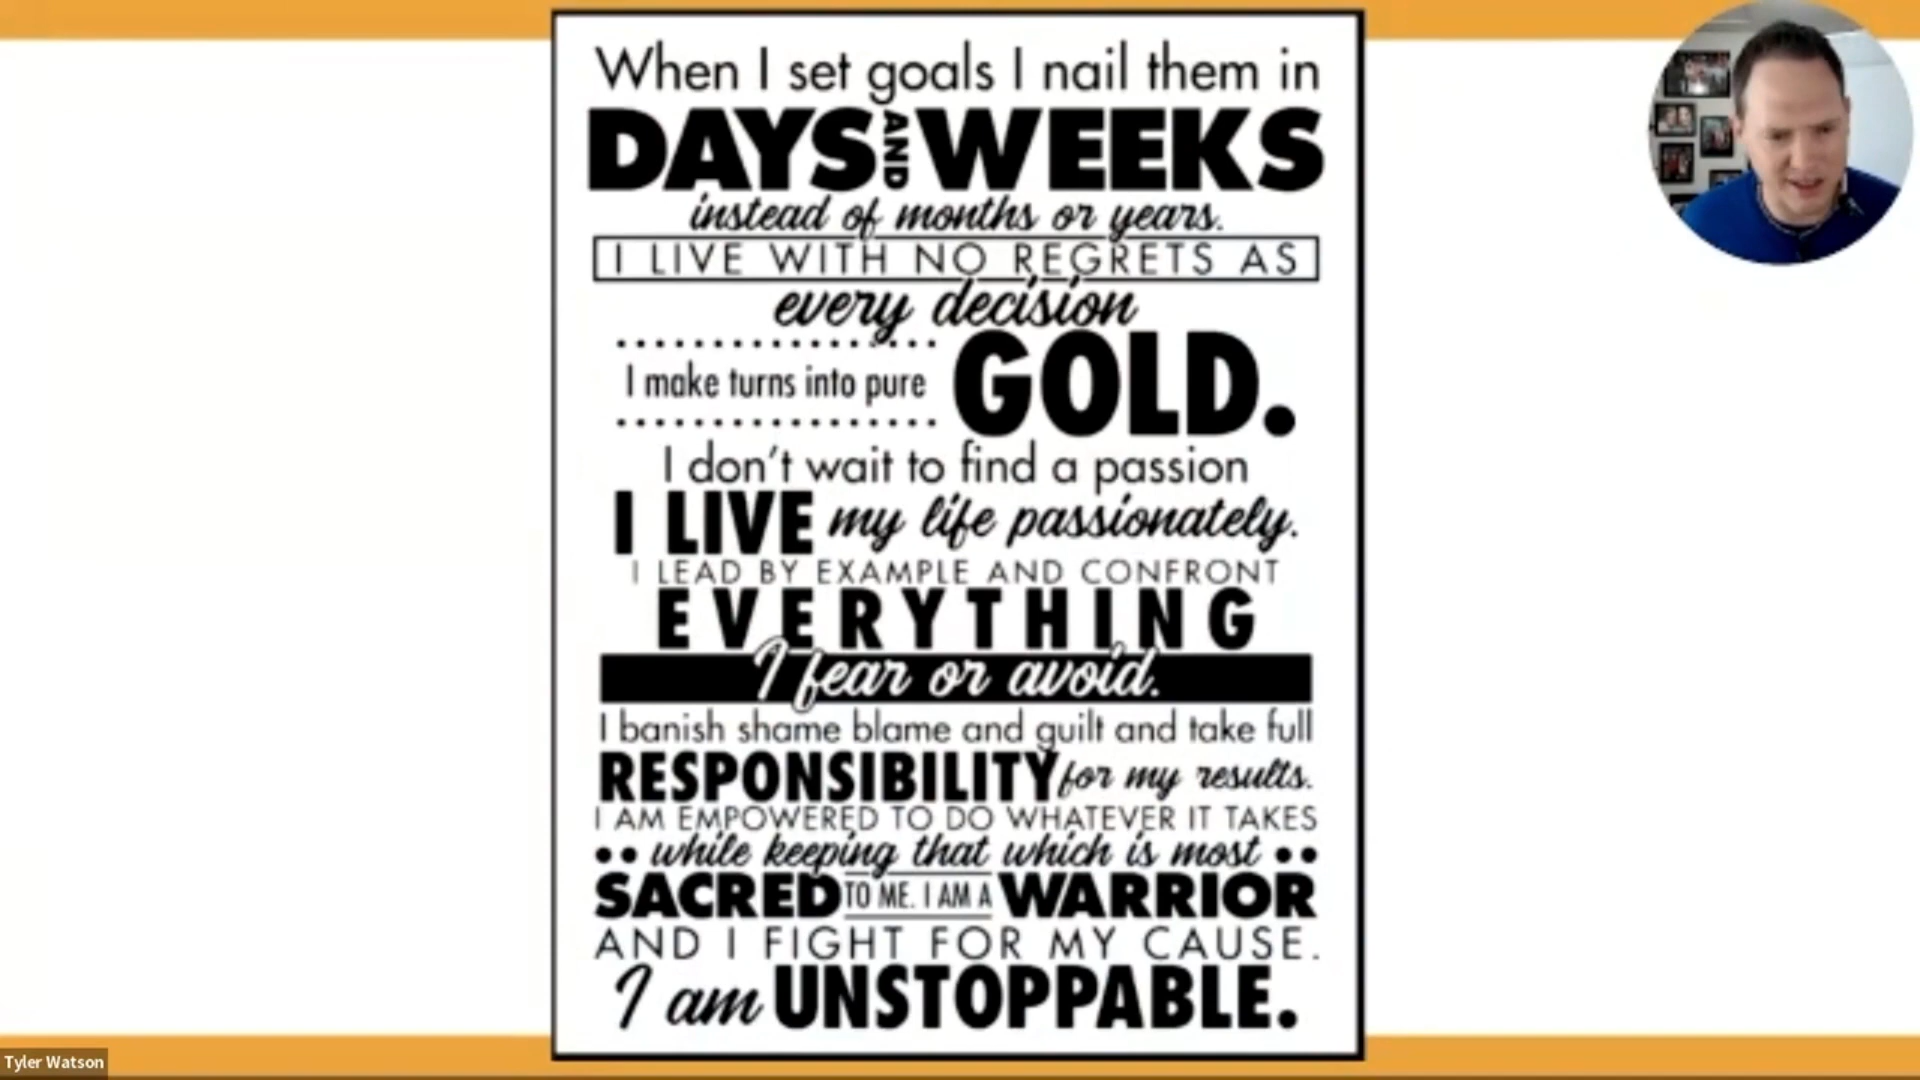 When I set goals I nail them in
DAYS AND WEEKS
instead of months or years.
I LIVE WITH NO REGRETS AS
every decision
I make turns into pure GOLD.
I don't wait to find a passion
I LIVE my life passionately.
I LEAD BY EXAMPLE AND CONFRONT
EVERYTHING
I fear or avoid.
I banish shame blame and guilt and take full
RESPONSIBILITY for my results.
I AM EMPOWERED TO DO WHATEVER IT TAKES
while keeping that which is most
SACRED TO ME. I AM A WARRIOR
AND I FIGHT FOR MY CAUSE.
I am UNSTOPPABLE.
Tyler Watson